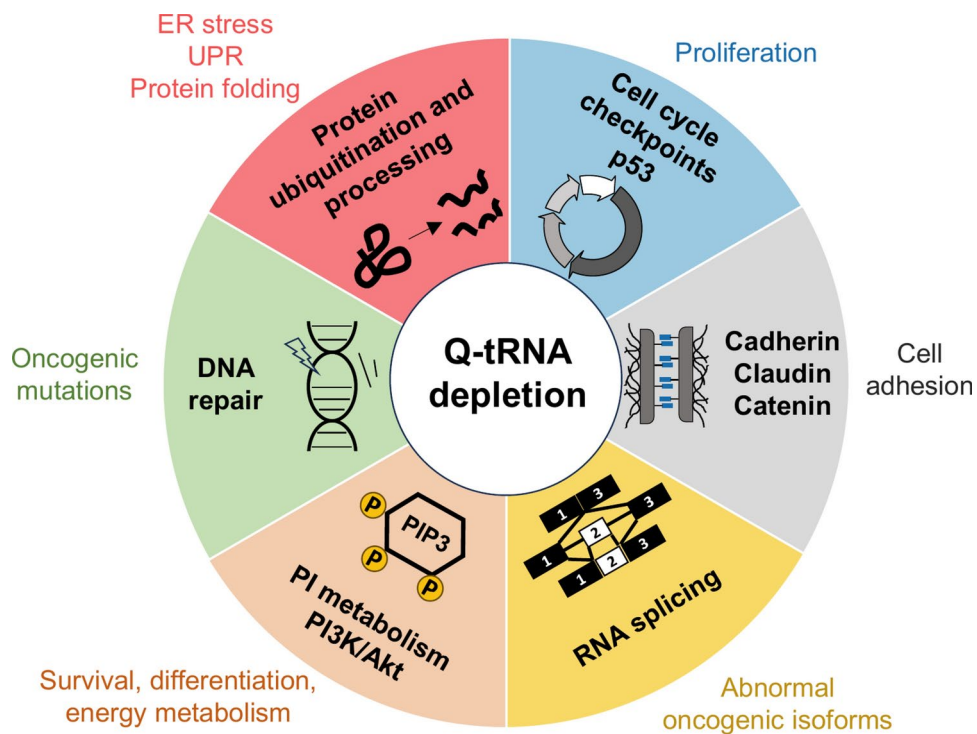 ER stress
UPR
Protein folding
Protein
ubiquitination and
processing
Proliferation
Cell cycle
checkpoints
p53
Oncogenic
mutations
DNA
repair
Q-tRNA
depletion
Cadherin
Claudin
Catenin
Cell
adhesion
P
P
P
PIP3
PI metabolism
PI3K/Akt
Survival, differentiation,
energy metabolism
1 3
1 2 3
1 2 3
RNA splicing
Abnormal
oncogenic isoforms